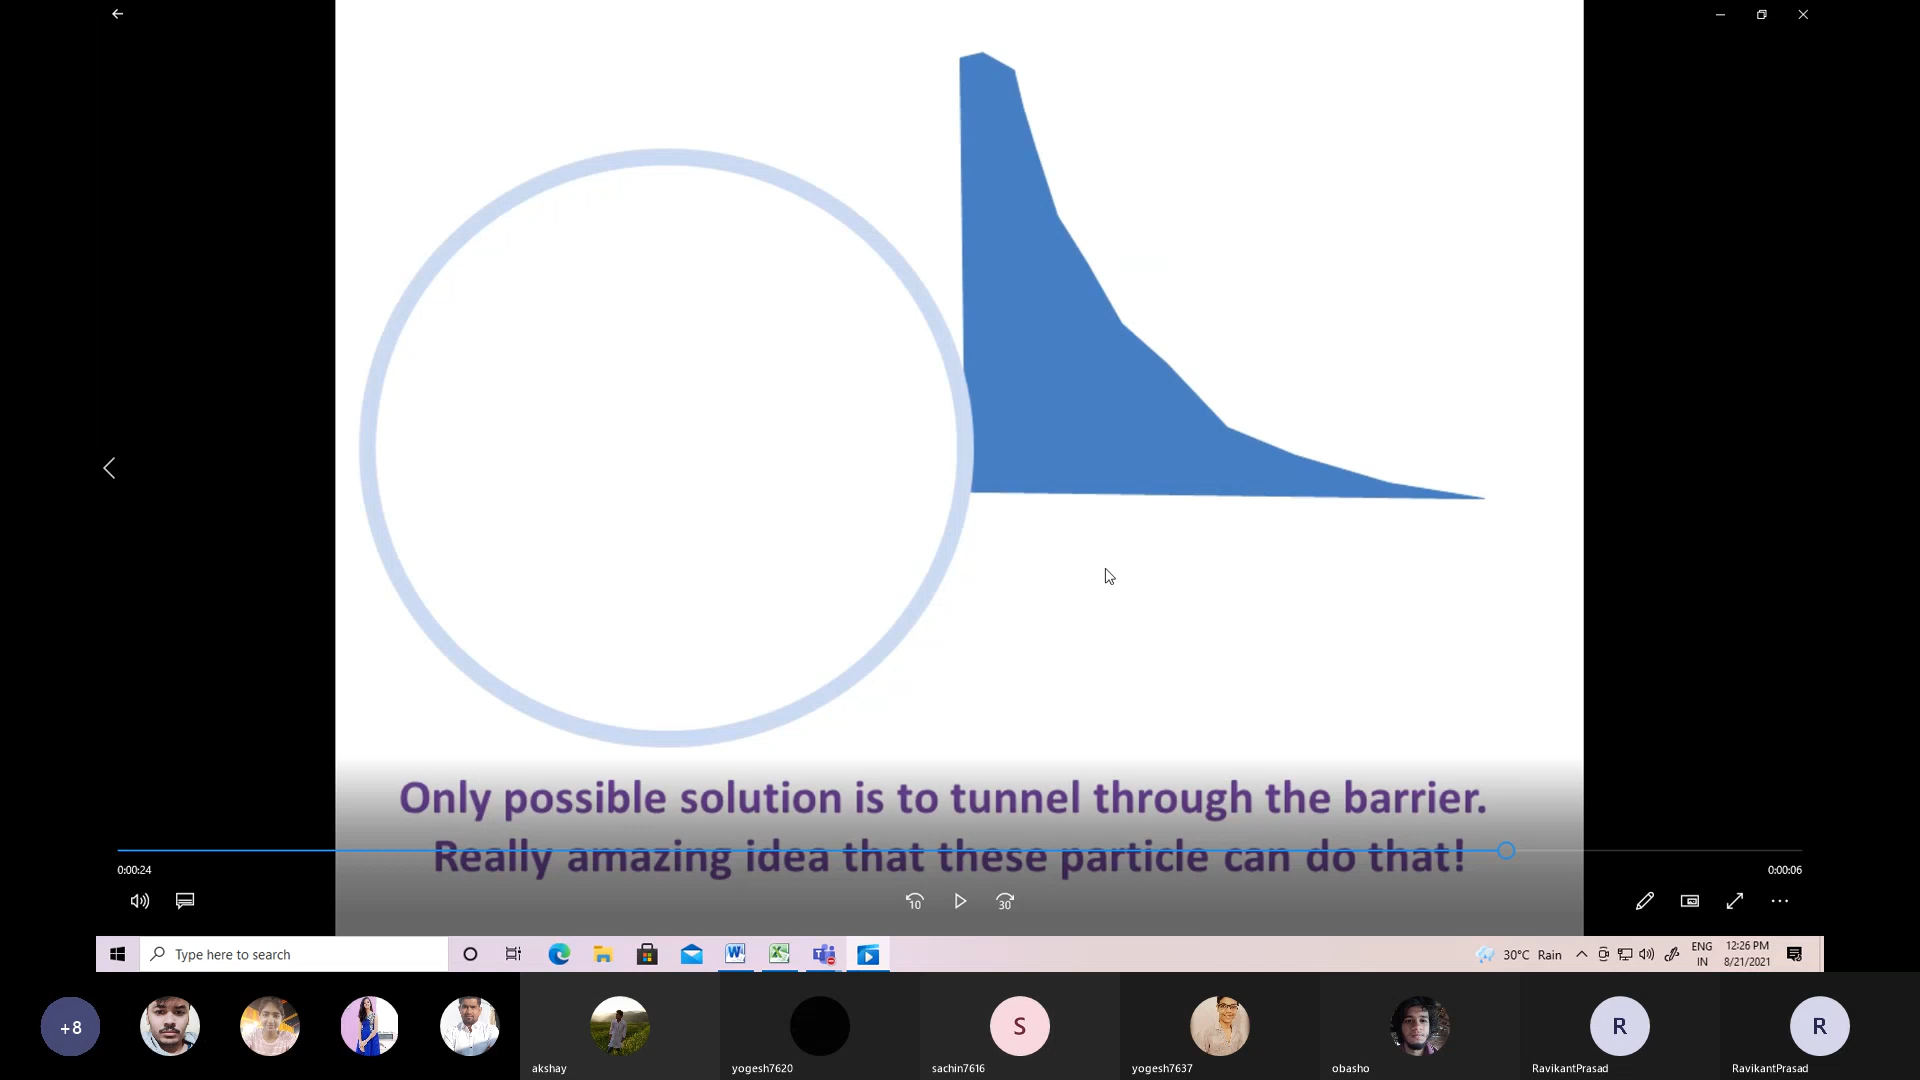 Only possible solution is to tunnel through the barrier.
Really amazing idea that these particle can do that!
0:00:24
0:00:06
10
30
Type here to search
30°C Rain
ENG
IN
12:26 PM
8/21/2021
+8
akshay
yogesh7620
S
sachin7616
yogesh7637
obasho
R
RavikantPrasad
R
RavikantPrasad